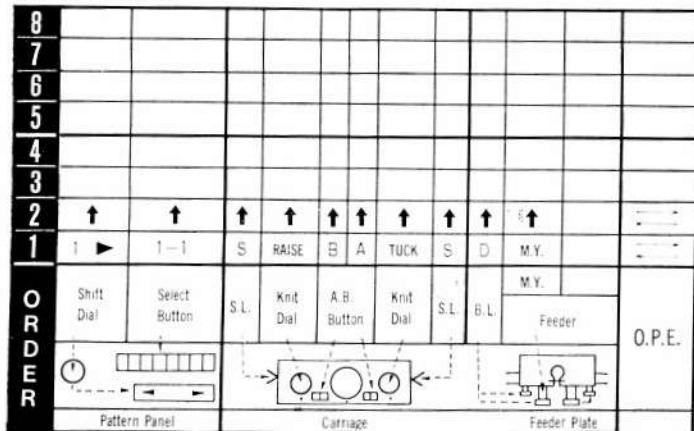 8
7
6
5
4
3
2
1 1 ▶ 1-1 S RAISE B A TUCK S D M.Y.
ORDER
M.Y.
Shift Dial
Select Button
S.L.
Knit Dial
A.B. Button
Knit Dial
S.L.
B.L.
Feeder
O.P.E.
Pattern Panel
Carriage
Feeder Plate